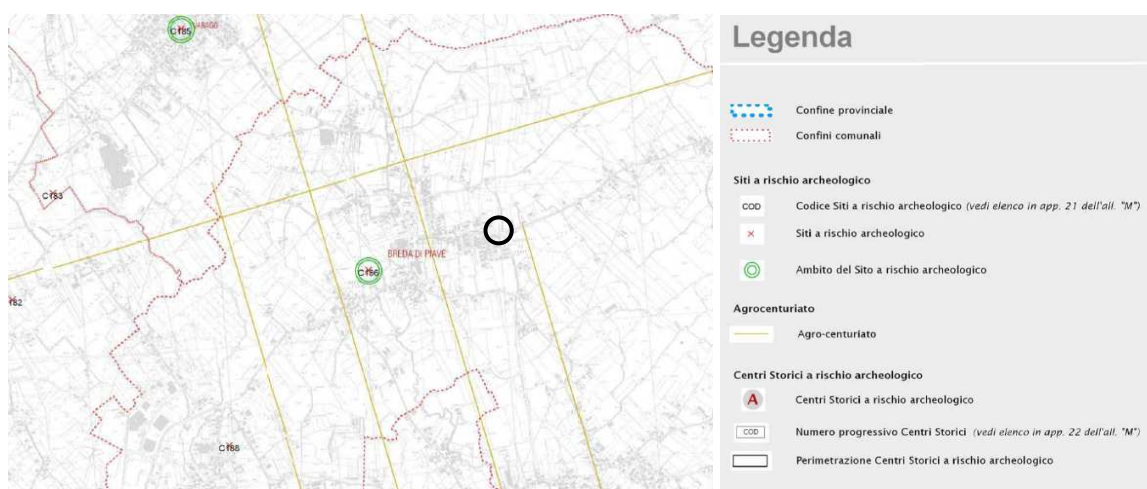 C185
C183
BREDA DI PIAVE
C186
C188
Legenda
Confine provinciale
Confini comunali
Siti a rischio archeologico
COD Codice Siti a rischio archeologico (vedi elenco in app. 21 dell'all. "M")
Siti a rischio archeologico
Ambito del Sito a rischio archeologico
Agrocenturiato
Agro-centuriato
Centri Storici a rischio archeologico
A Centri Storici a rischio archeologico
COD Numero progressivo Centri Storici (vedi elenco in app. 22 dell'all. "M")
Perimetrazione Centri Storici a rischio archeologico